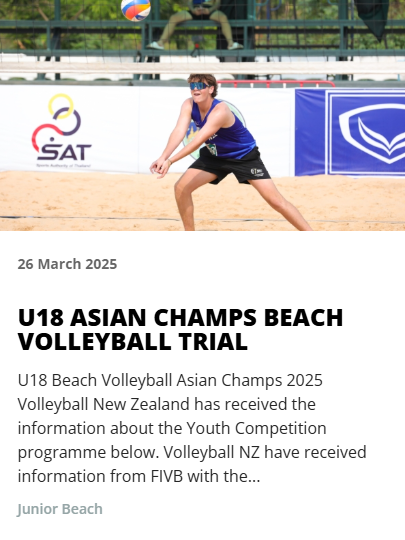 SAT
26 March 2025
U18 ASIAN CHAMPS BEACH
VOLLEYBALL TRIAL
U18 Beach Volleyball Asian Champs 2025
Volleyball New Zealand has received the
information about the Youth Competition
programme below. Volleyball NZ have received
information from FIVB with the...
Junior Beach